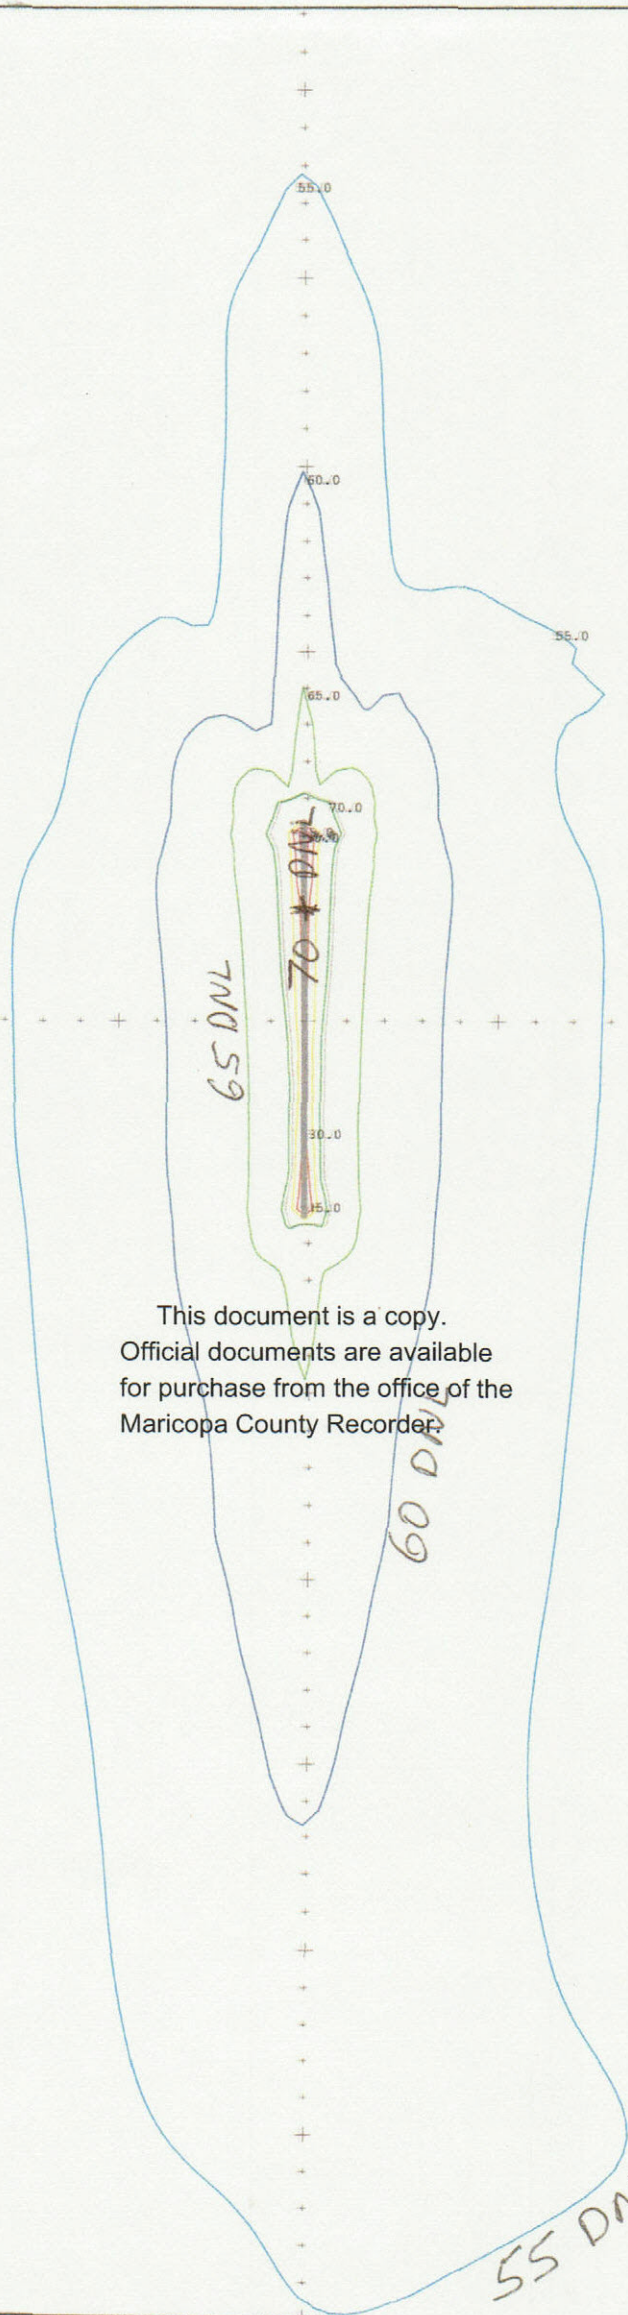 55.0
60.0
55.0
65.0
70.0
70 * DNL
65 DNL
80.0
85.0
This document is a copy.
Official documents are available
for purchase from the office of the
Maricopa County Recorder.
60 DNL